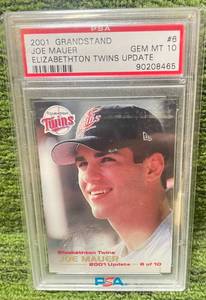 PSA
2001 GRANDSTAND #6
JOE MAUER GEM MT 10
ELIZABETHTON TWINS UPDATE 90208465
Elizabethton
Twins
Elizabethton Twins
JOE MAUER
2001 Update — 6 of 10
PSA